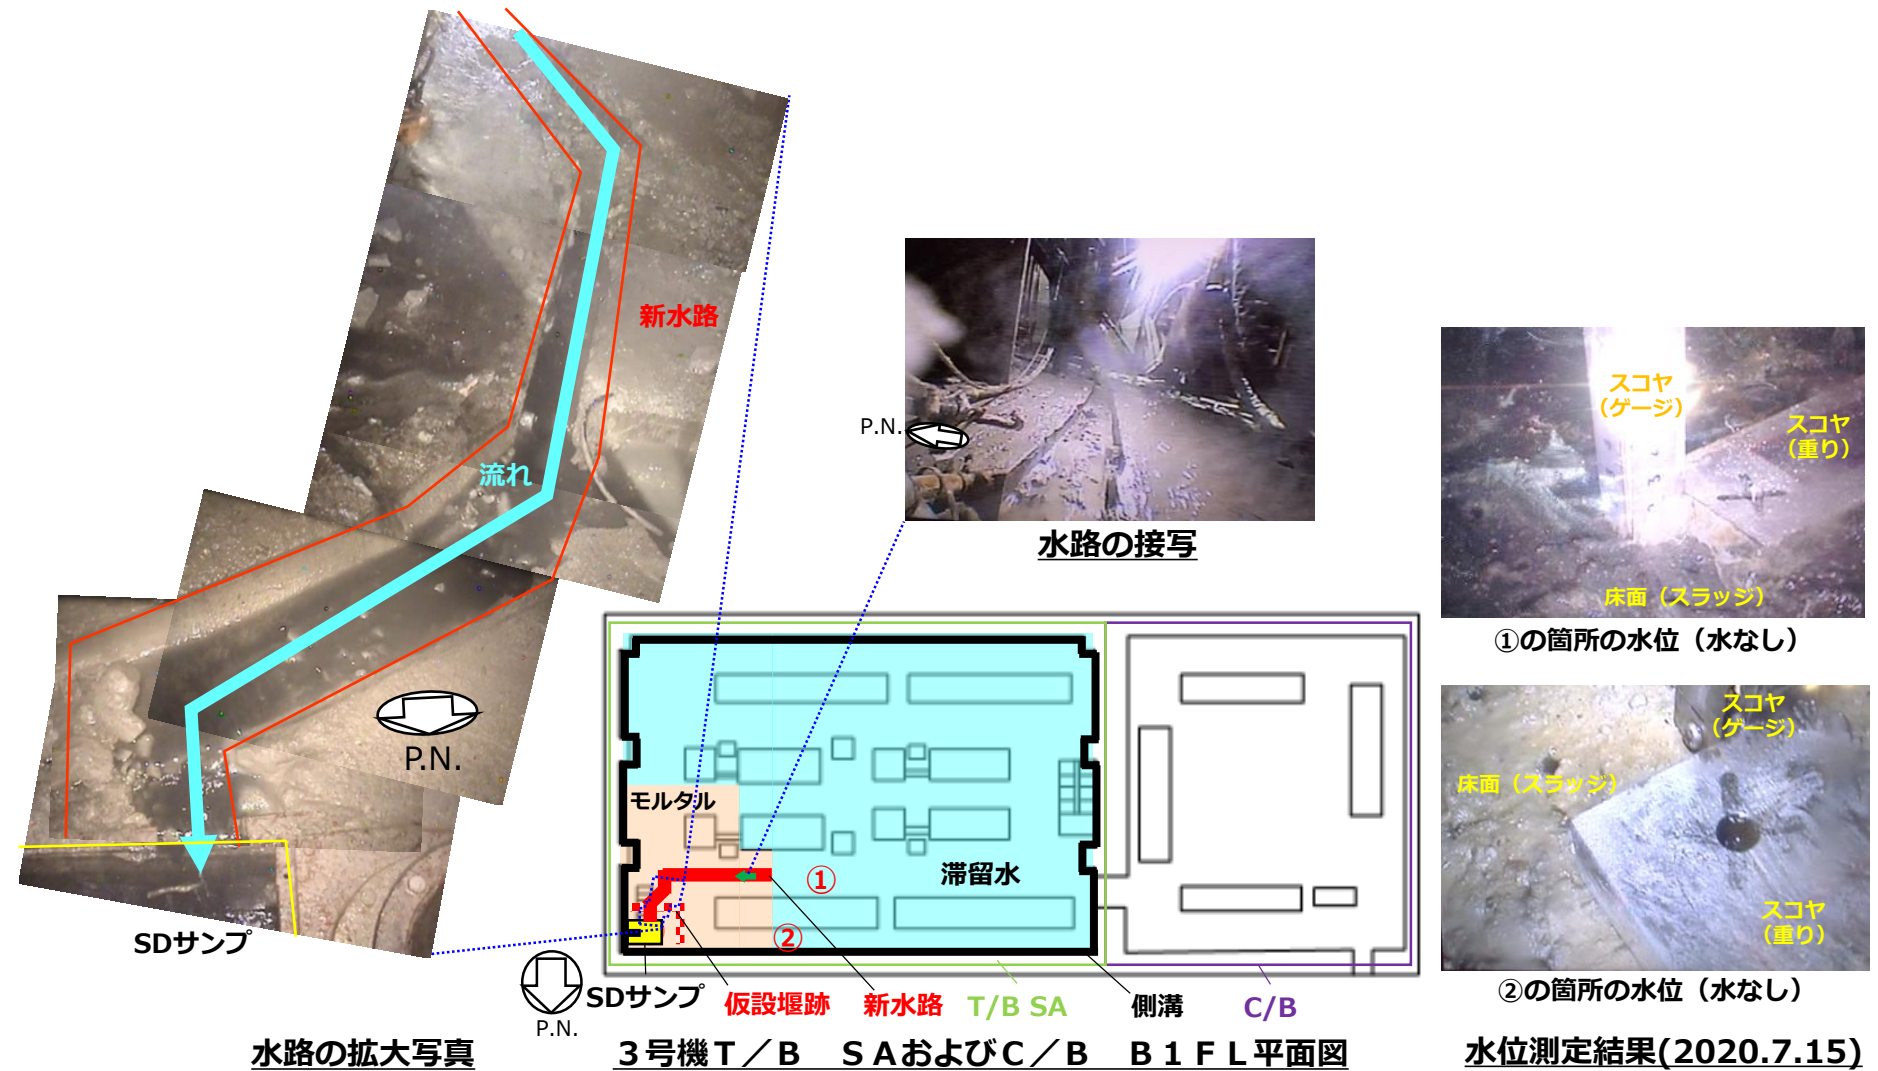 新水路
流れ
P.N.
SDサンプ
水路の拡大写真
P.N.
水路の接写
モルタル
①
滞留水
②
SDサンプ
仮設堰跡
新水路
T/B SA
側溝
C/B
P.N.
3号機T/B SAおよびC/B B1FL平面図
スコヤ
(ゲージ)
スコヤ
(重り)
床面(スラッジ)
①の箇所の水位(水なし)
スコヤ
(ゲージ)
床面(スラッジ)
スコヤ
(重り)
②の箇所の水位(水なし)
水位測定結果(2020.7.15)